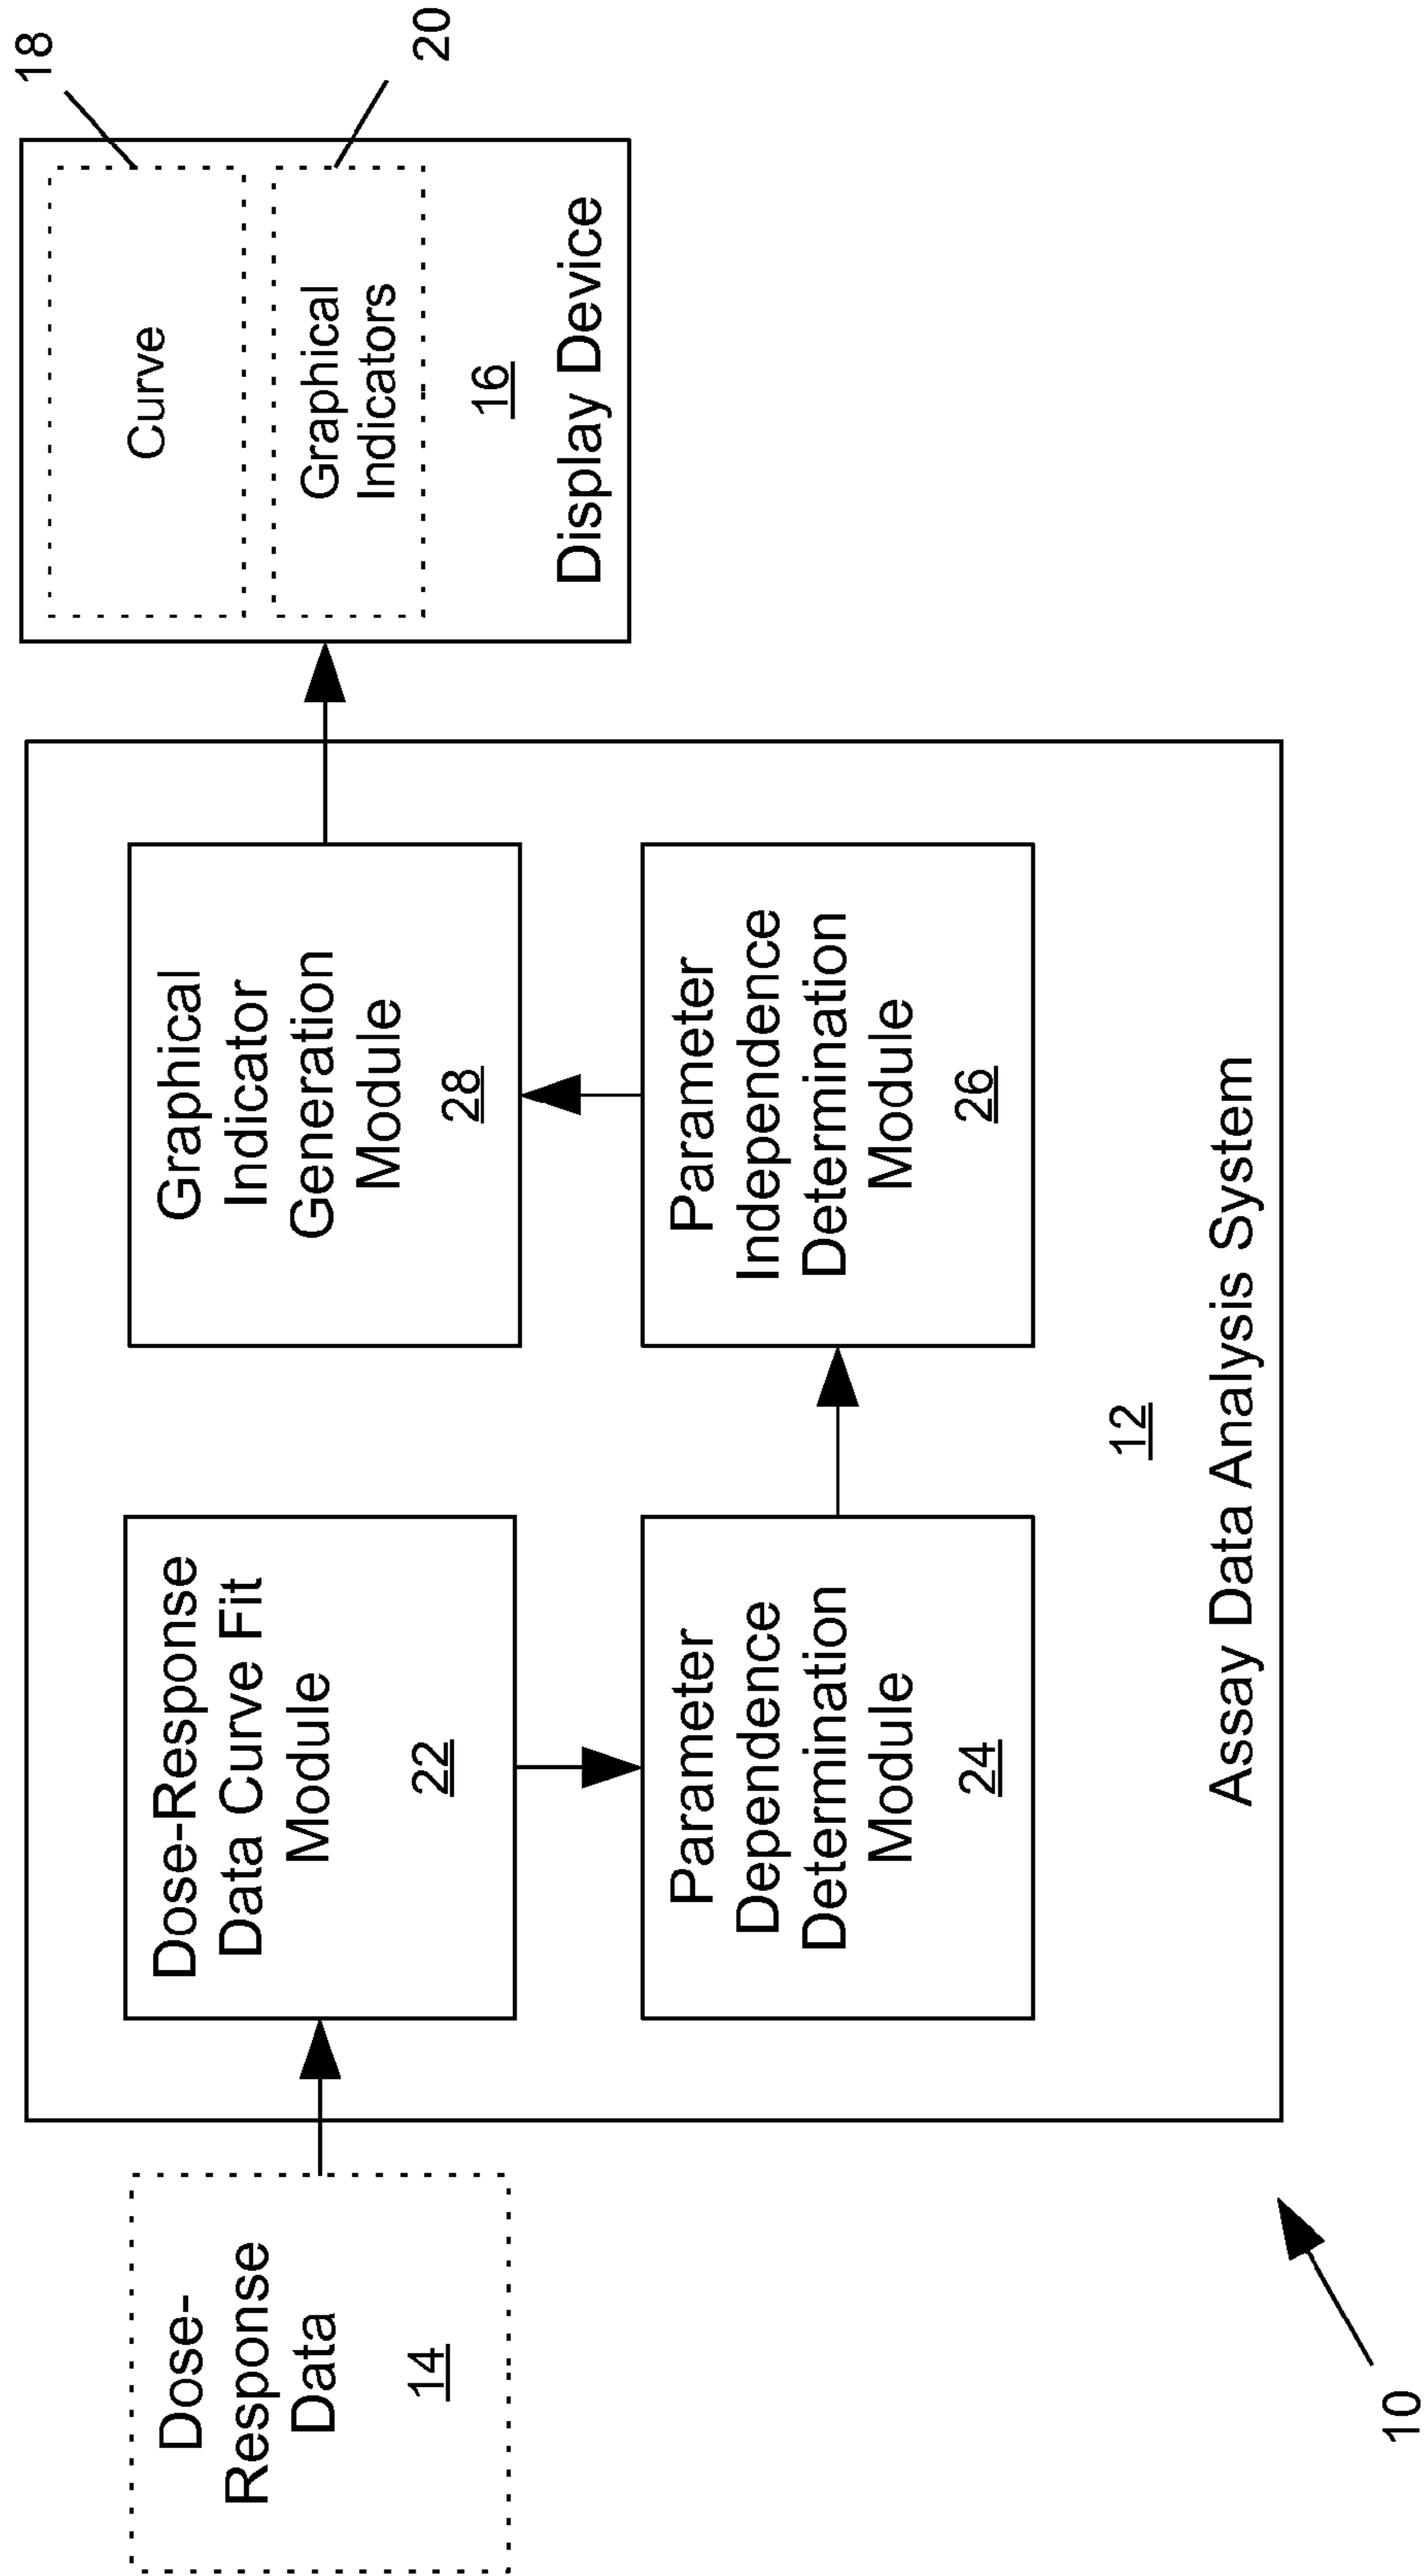 Dose-
Response
Data
14
Dose-Response
Data Curve Fit
Module
22
Parameter
Dependence
Determination
Module
24
Parameter
Independence
Determination
Module
26
Graphical
Indicator
Generation
Module
28
12
Assay Data Analysis System
Curve
18
Graphical
Indicators
20
16
Display Device
10